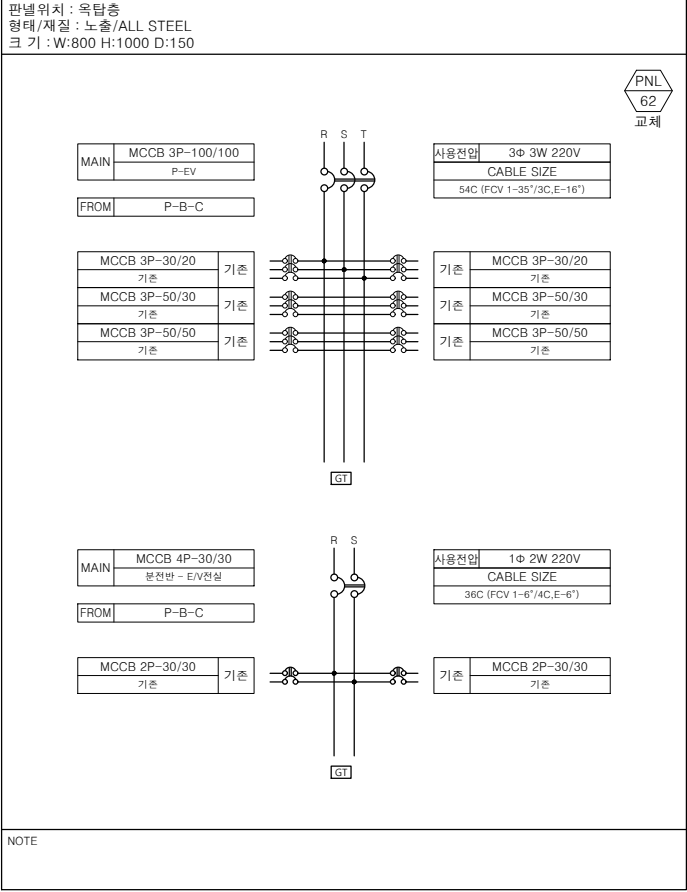 판넬위치 : 옥탑층
형태/재질 : 노출/ALL STEEL
크 기 : W:800 H:1000 D:150
PNL
62
교체
R S T
MAIN MCCB 3P-100/100
P-EV
사용전압 3Φ 3W 220V
CABLE SIZE
54C (FCV 1-35°/3C,E-16°)
FROM P-B-C
MCCB 3P-30/20
기존
기존
기존
MCCB 3P-30/20
기존
MCCB 3P-50/30
기존
기존
기존
MCCB 3P-50/30
기존
MCCB 3P-50/50
기존
기존
기존
MCCB 3P-50/50
기존
GT
R S
MAIN MCCB 4P-30/30
분전반 - E/V전실
사용전압 1Φ 2W 220V
CABLE SIZE
36C (FCV 1-6°/4C,E-6°)
FROM P-B-C
MCCB 2P-30/30
기존
기존
기존
MCCB 2P-30/30
기존
GT
NOTE